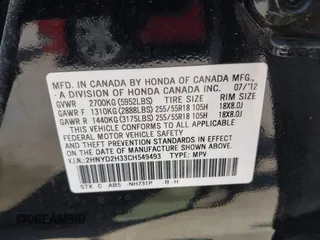 MFD. IN CANADA BY HONDA OF CANADA MFG.,
A DIVISION OF HONDA CANADA INC. 07/'12
GVWR 2700KG (5952LBS) TIRE SIZE RIM SIZE
GAWR F 1310KG (2888LBS) 255/55R18 105H 18X8.0J
GAWR R 1440KG (3175LBS) 255/55R18 105H 18X8.0J
THIS VEHICLE CONFORMS TO ALL APPLICABLE
FEDERAL MOTOR VEHICLE SAFETY AND
THEFT PREVENTION STANDARDS IN EFFECT ON
THE DATE OF MANUFACTURE SHOWN ABOVE.
V.I.N.: 2HNYD2H33CH549493 TYPE: MPV
STX C ABS NH731P B H